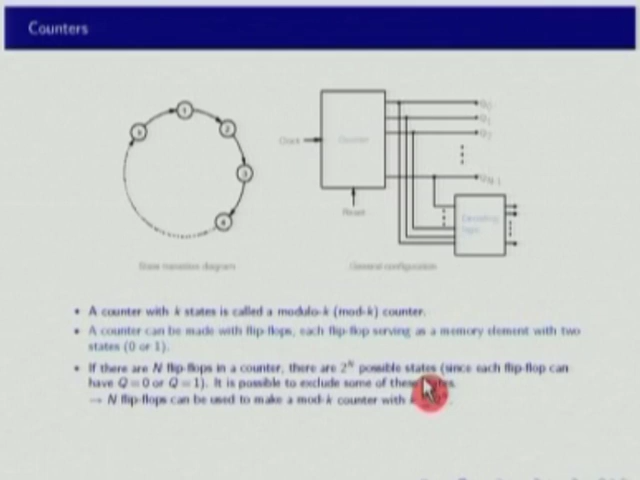 Counters
Clock
Counter
Reset
Decoding
logic
State transition diagram
General configuration
• A counter with k states is called a modulo-k (mod-k) counter.
• A counter can be made with flip-flops, each flip-flop serving as a memory element with two
states (0 or 1).
• If there are N flip-flops in a counter, there are 2^N possible states (since each flip-flop can
have Q = 0 or Q = 1). It is possible to exclude some of these
→ N flip-flops can be used to make a mod-k counter with